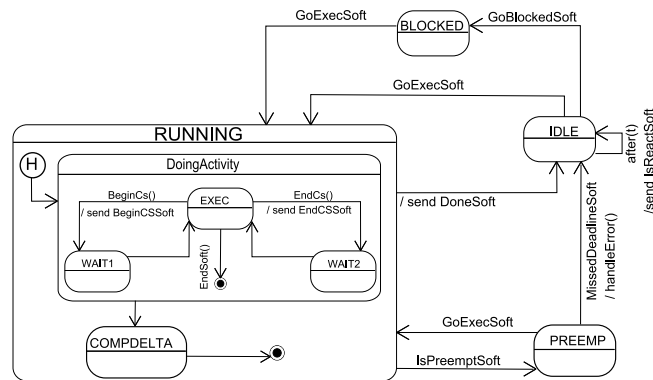 GoExecSoft
BLOCKED
GoBlockedSoft
GoExecSoft
RUNNING
IDLE
after(t)
/send IsReactSoft
H
DoingActivity
BeginCs()
/ send BeginCSSoft
EXEC
EndCs()
/ send EndCSSoft
/ send DoneSoft
WAIT1
EndSoft()
WAIT2
MissedDeadlineSoft
/ handleError()
GoExecSoft
COMPDELTA
PREEMP
IsPreemptSoft